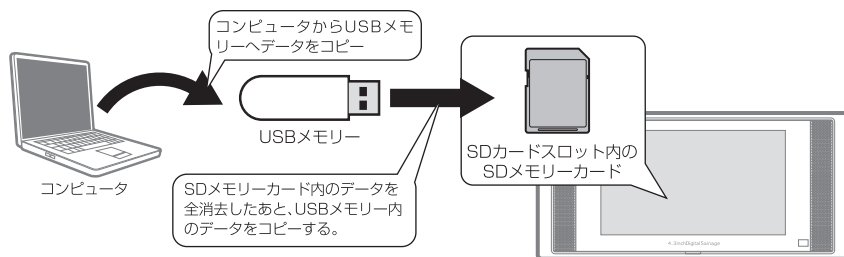 コンピュータからUSBメモ
リーへデータをコピー
USBメモリー
コンピュータ
SDメモリーカード内のデータを
全消去したあと、USBメモリー内
のデータをコピーする。
SDカードスロット内の
SDメモリーカード
4.3inchDigitalSainage